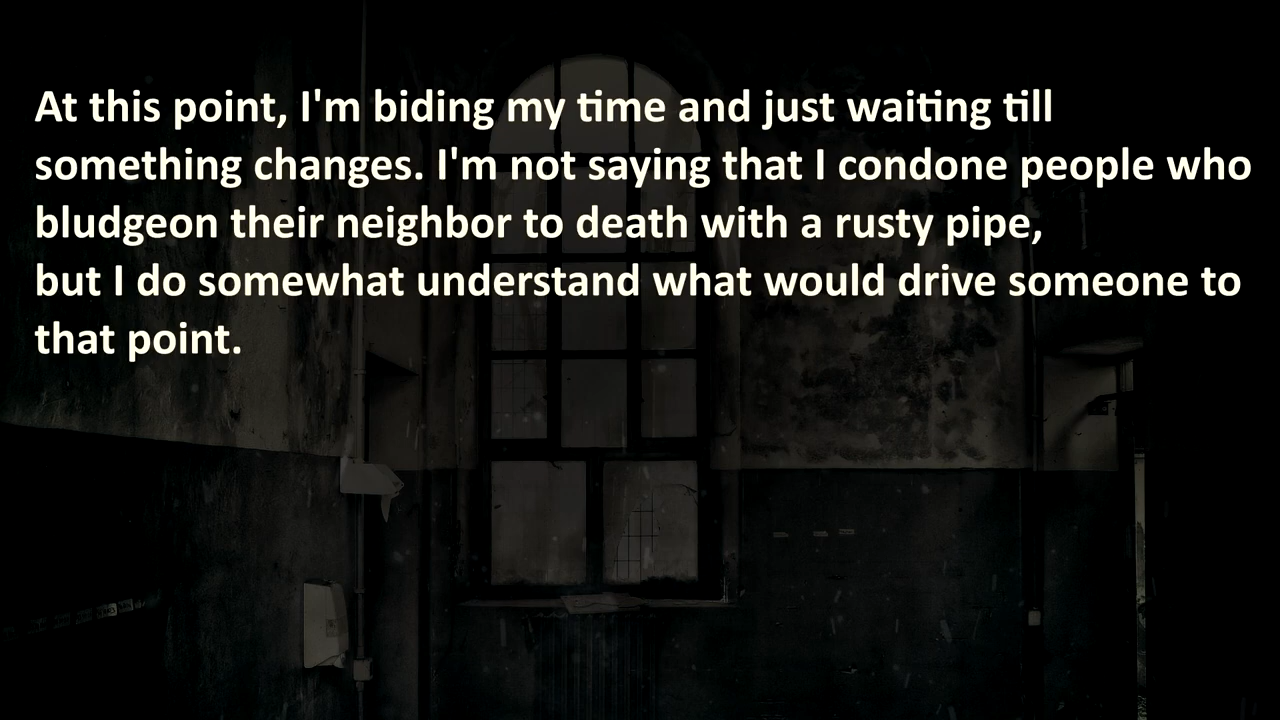 At this point, I'm biding my time and just waiting till
something changes. I'm not saying that I condone people who
bludgeon their neighbor to death with a rusty pipe,
but I do somewhat understand what would drive someone to
that point.